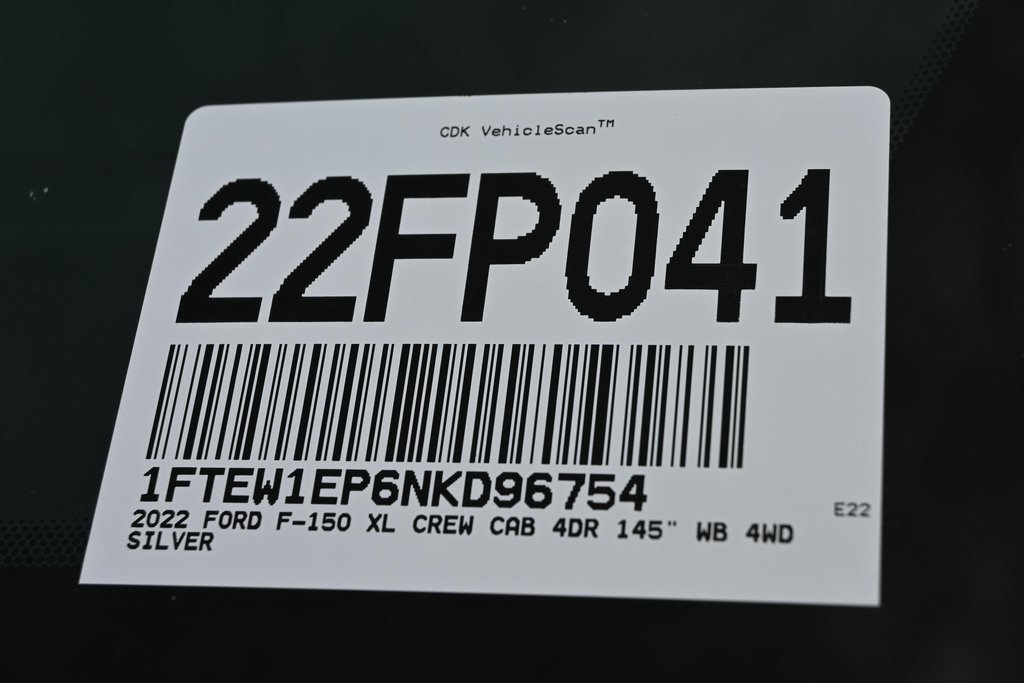 CDK VehicleScan™
22FP041
1FTEW1EP6NKD96754
2022 FORD F-150 XL CREW CAB 4DR 145" WB 4WD
SILVER
E22